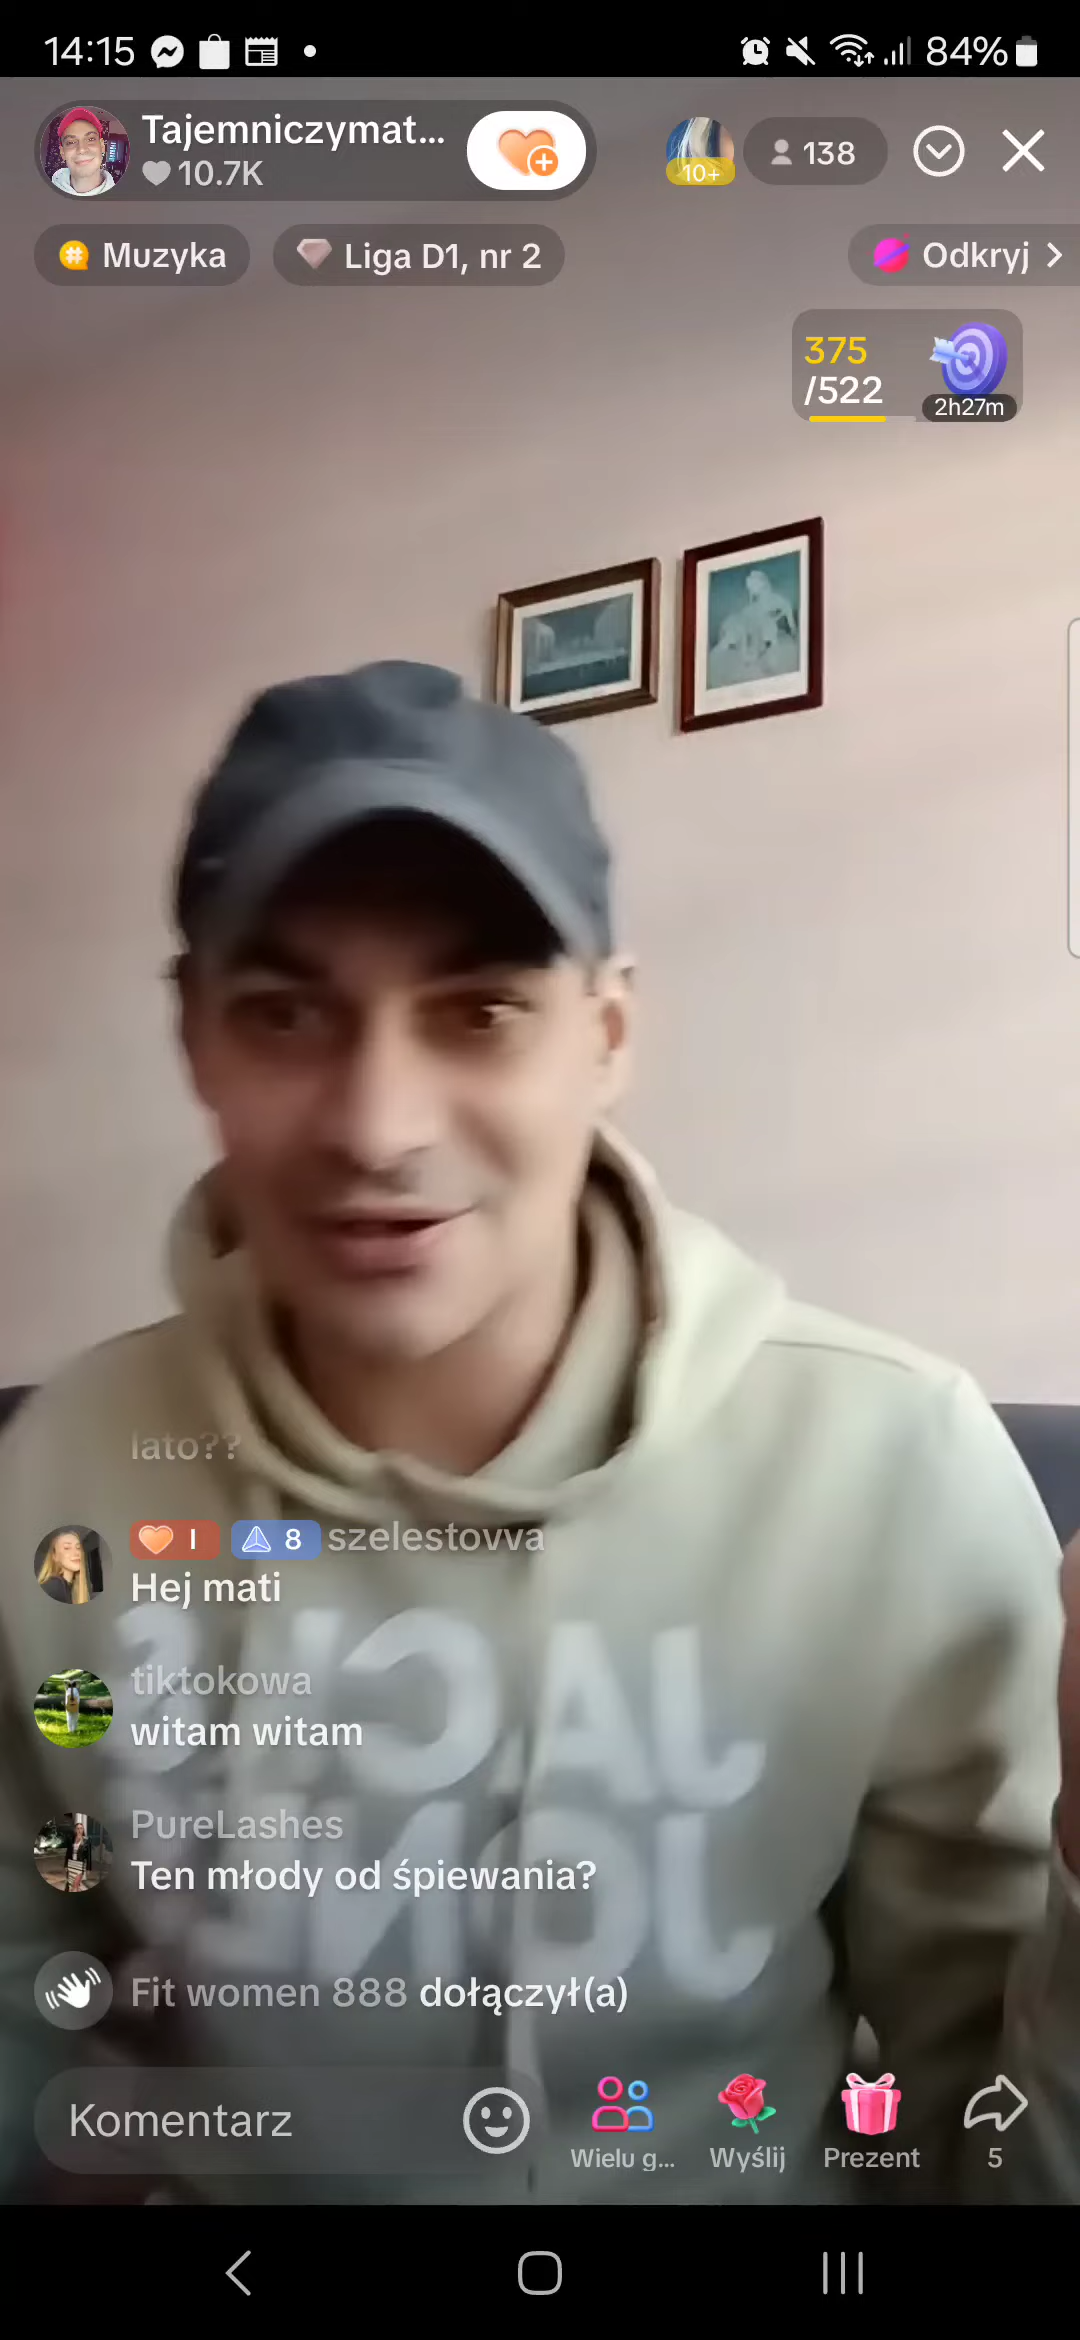 14:15
84%
Tajemniczymat...
10.7K
10+
138
Muzyka
Liga D1, nr 2
Odkryj
375
/522
2h27m
lato??
I 8 szelestovva
Hej mati
tiktokowa
witam witam
JACK &
JONES
PureLashes
Ten młody od śpiewania?
Fit women 888 dołączył(a)
Komentarz
Wielu g...
Wyślij
Prezent
5